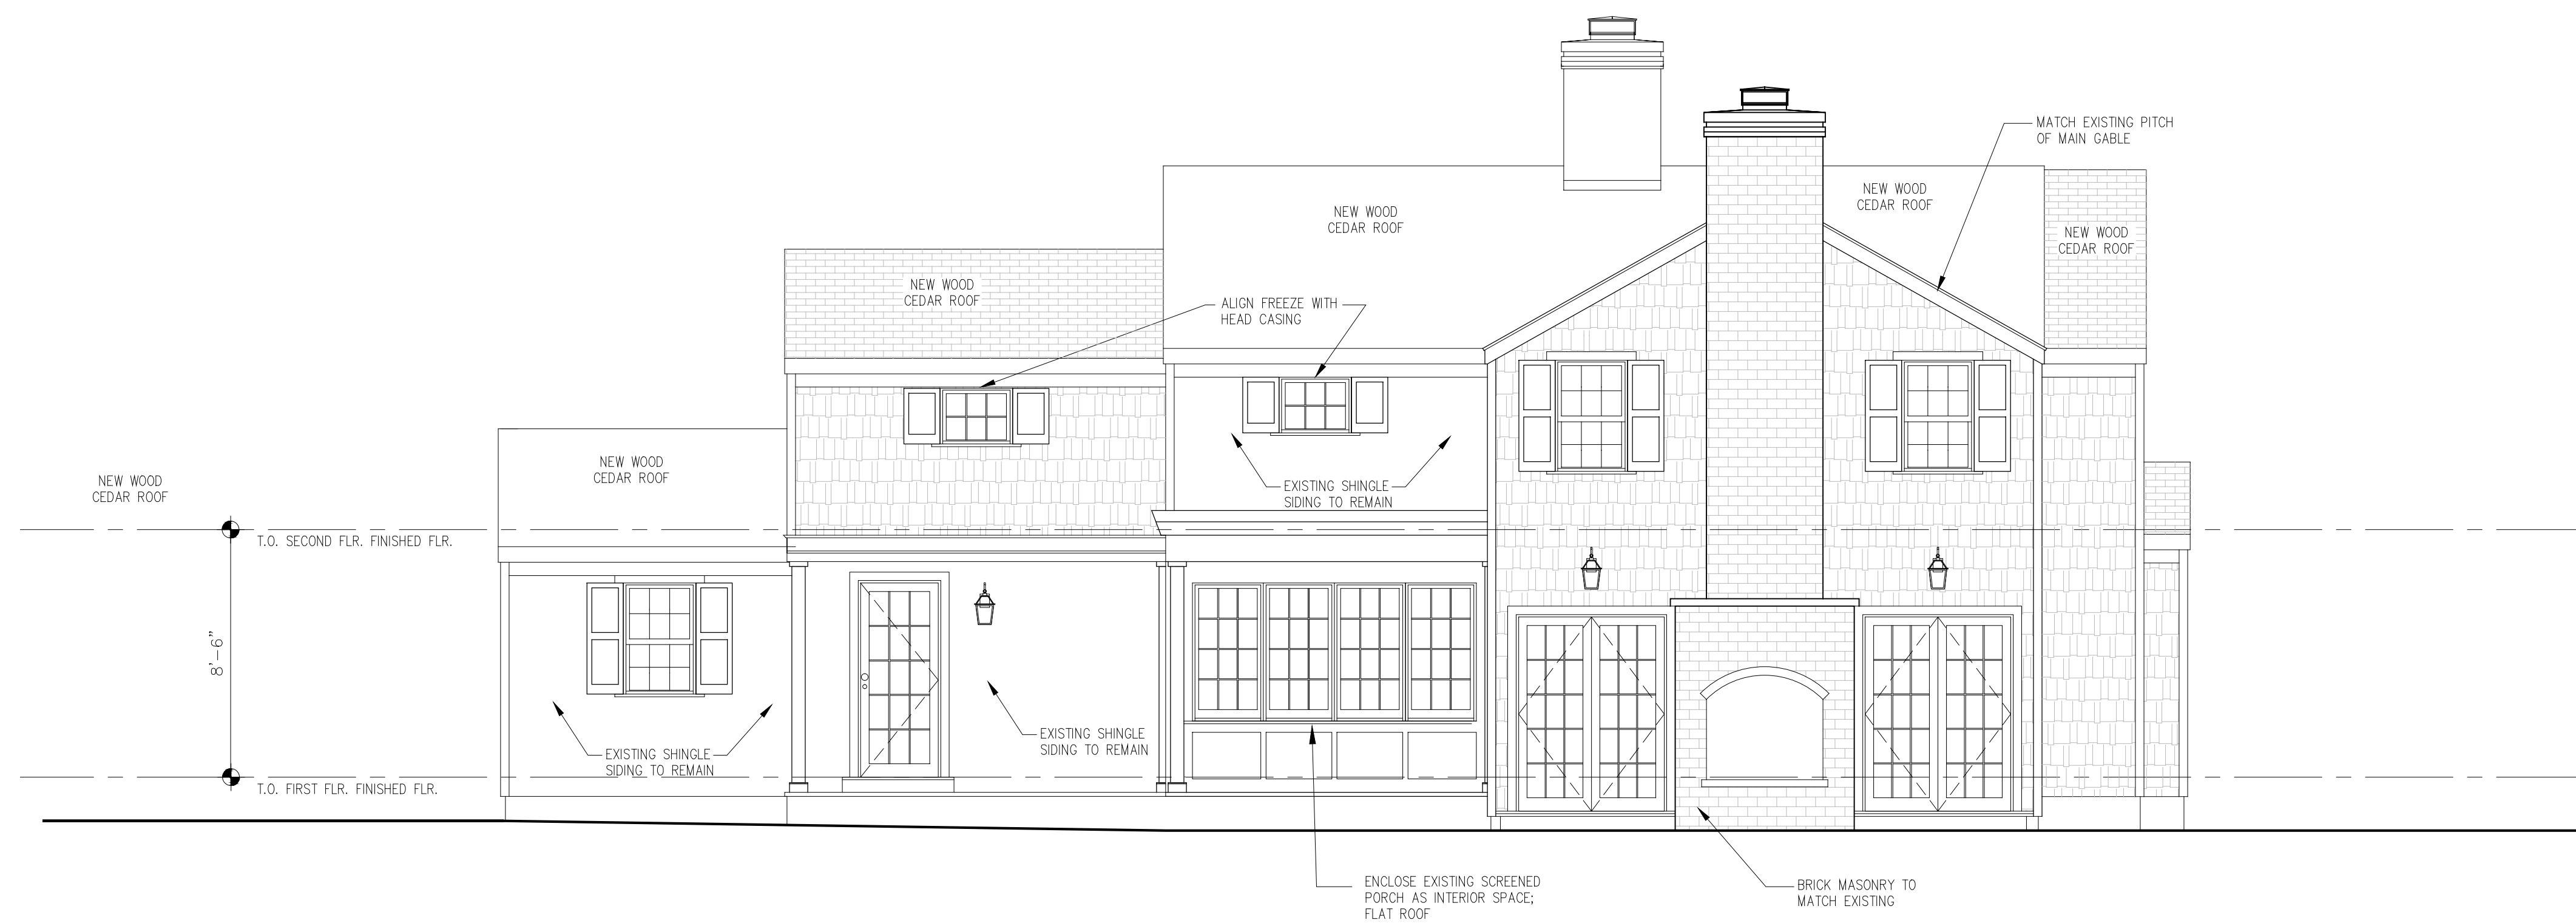 MATCH EXISTING PITCH
OF MAIN GABLE
NEW WOOD
CEDAR ROOF
NEW WOOD
CEDAR ROOF
NEW WOOD
CEDAR ROOF
NEW WOOD
CEDAR ROOF
ALIGN FREEZE WITH
HEAD CASING
NEW WOOD
CEDAR ROOF
NEW WOOD
CEDAR ROOF
EXISTING SHINGLE
SIDING TO REMAIN
T.O. SECOND FLR. FINISHED FLR.
8'-6"
EXISTING SHINGLE
SIDING TO REMAIN
EXISTING SHINGLE
SIDING TO REMAIN
T.O. FIRST FLR. FINISHED FLR.
ENCLOSE EXISTING SCREENED
PORCH AS INTERIOR SPACE;
FLAT ROOF
BRICK MASONRY TO
MATCH EXISTING